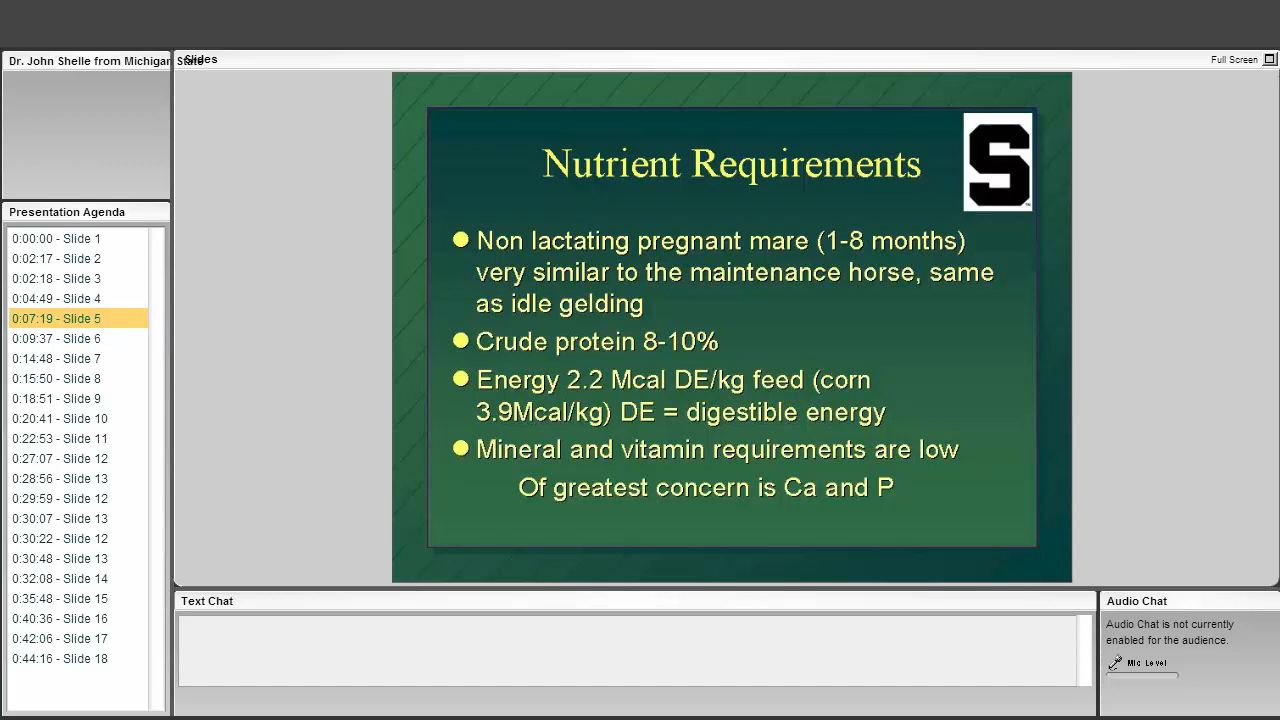 Dr. John Shelle from Michigan State
Slides
Full Screen
Presentation Agenda
0:00:00 - Slide 1
0:02:17 - Slide 2
0:02:18 - Slide 3
0:04:49 - Slide 4
0:07:19 - Slide 5
0:09:37 - Slide 6
0:14:48 - Slide 7
0:15:50 - Slide 8
0:18:51 - Slide 9
0:20:41 - Slide 10
0:22:53 - Slide 11
0:27:07 - Slide 12
0:28:56 - Slide 13
0:29:59 - Slide 12
0:30:07 - Slide 13
0:30:22 - Slide 12
0:30:48 - Slide 13
0:32:08 - Slide 14
0:35:48 - Slide 15
0:40:36 - Slide 16
0:42:06 - Slide 17
0:44:16 - Slide 18
Nutrient Requirements
S
Non lactating pregnant mare (1-8 months)
very similar to the maintenance horse, same
as idle gelding
Crude protein 8-10%
Energy 2.2 Mcal DE/kg feed (corn
3.9Mcal/kg) DE = digestible energy
Mineral and vitamin requirements are low
Of greatest concern is Ca and P
Text Chat
Audio Chat
Audio Chat is not currently
enabled for the audience.
Mic Level